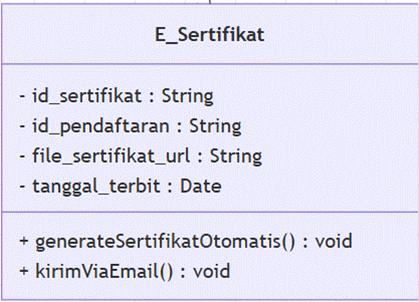 E_Sertifikat
- id_sertifikat : String
- id_pendaftaran : String
- file_sertifikat_url : String
- tanggal_terbit : Date
+ generateSertifikatOtomatis() : void
+ kirimViaEmail() : void